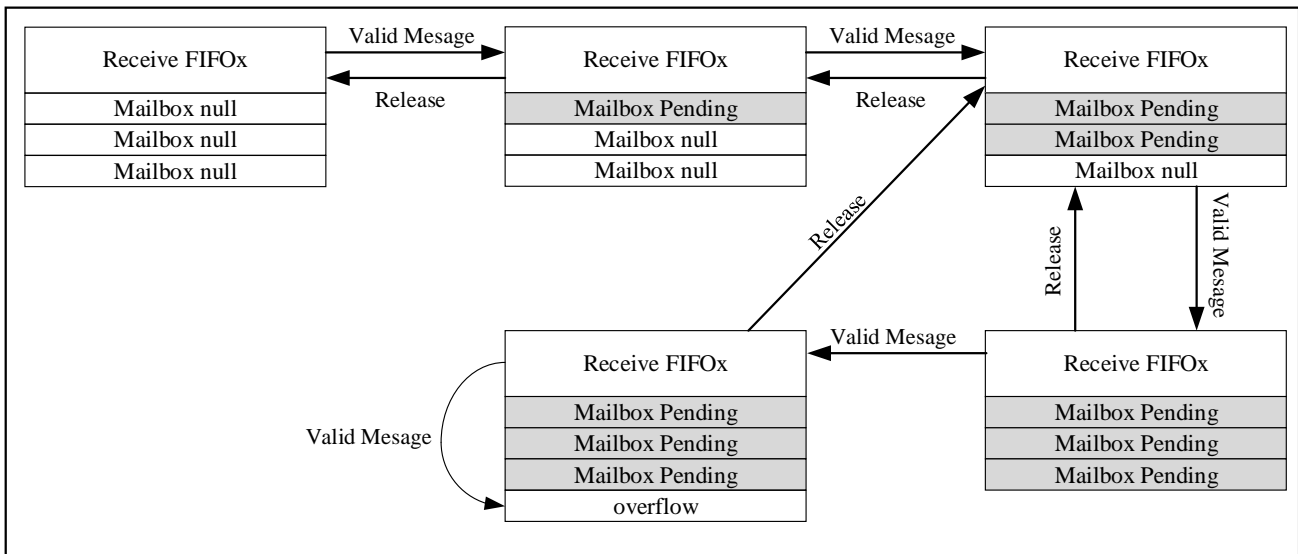 Receive FIFOx
Mailbox null
Mailbox null
Mailbox null
Valid Mesage
Release
Receive FIFOx
Mailbox Pending
Mailbox null
Mailbox null
Valid Mesage
Release
Receive FIFOx
Mailbox Pending
Mailbox Pending
Mailbox null
Release
Release
Valid Mesage
Valid Mesage
Receive FIFOx
Mailbox Pending
Mailbox Pending
Mailbox Pending
overflow
Valid Mesage
Receive FIFOx
Mailbox Pending
Mailbox Pending
Mailbox Pending